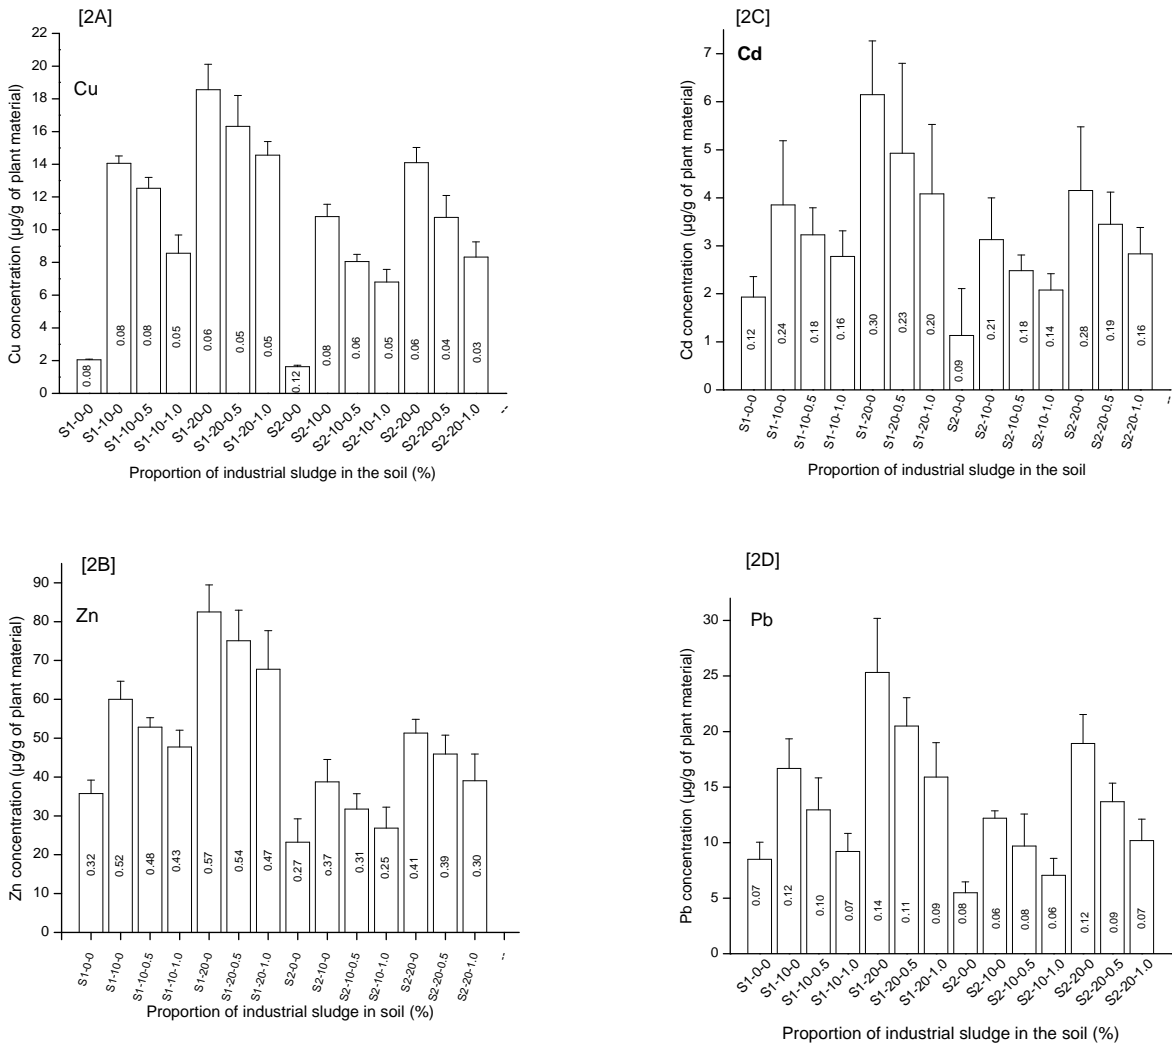 [2A]
Cu
Cu concentration (µg/g of plant material)
22
20
18
16
14
12
10
8
6
4
2
0
0.08
0.08
0.08
0.05
0.06
0.05
0.05
0.12
0.08
0.06
0.05
0.06
0.04
0.03
S1-0-0
S1-10-0
S1-10-0.5
S1-10-1.0
S1-20-0
S1-20-0.5
S1-20-1.0
S2-0-0
S2-10-0
S2-10-0.5
S2-10-1.0
S2-20-0
S2-20-0.5
S2-20-1.0
--
Proportion of industrial sludge in the soil (%)
[2C]
Cd
Cd concentration (µg/g of plant material)
7
6
5
4
3
2
1
0
0.12
0.24
0.18
0.16
0.30
0.23
0.20
0.09
0.21
0.18
0.14
0.28
0.19
0.16
S1-0-0
S1-10-0
S1-10-0.5
S1-10-1.0
S1-20-0
S1-20-0.5
S1-20-1.0
S2-0-0
S2-10-0
S2-10-0.5
S2-10-1.0
S2-20-0
S2-20-0.5
S2-20-1.0
--
Proportion of industrial sludge in the soil
[2B]
Zn
Zn concentration (µg/g of plant material)
90
80
70
60
50
40
30
20
10
0
0.32
0.52
0.48
0.43
0.57
0.54
0.47
0.27
0.37
0.31
0.25
0.41
0.39
0.30
S1-0-0
S1-10-0
S1-10-0.5
S1-10-1.0
S1-20-0
S1-20-0.5
S1-20-1.0
S2-0-0
S2-10-0
S2-10-0.5
S2-10-1.0
S2-20-0
S2-20-0.5
S2-20-1.0
--
Proportion of industrial sludge in soil (%)
[2D]
Pb
Pb concentration (µg/g of plant material)
30
25
20
15
10
5
0
0.07
0.12
0.10
0.07
0.14
0.11
0.09
0.08
0.06
0.08
0.06
0.12
0.09
0.07
S1-0-0
S1-10-0
S1-10-0.5
S1-10-1.0
S1-20-0
S1-20-0.5
S1-20-1.0
S2-0-0
S2-10-0
S2-10-0.5
S2-10-1.0
S2-20-0
S2-20-0.5
S2-20-1.0
Proportion of industrial sludge in the soil (%)